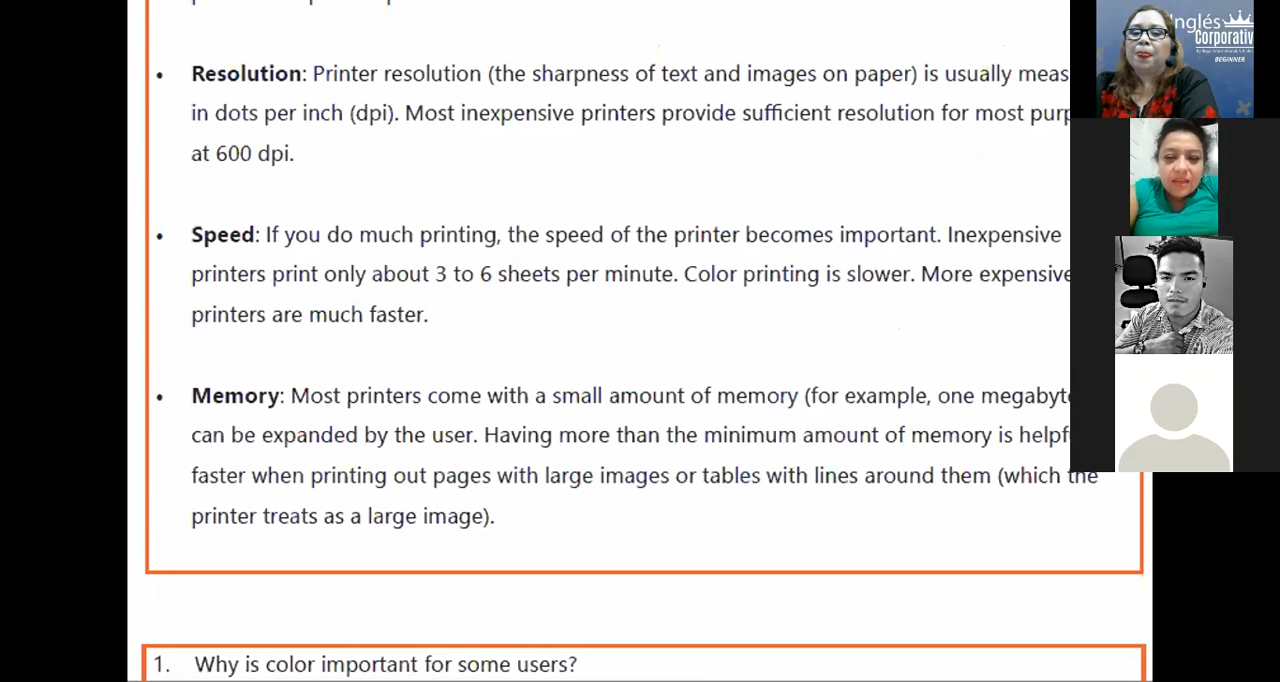 • Resolution: Printer resolution (the sharpness of text and images on paper) is usually meas
in dots per inch (dpi). Most inexpensive printers provide sufficient resolution for most purp
at 600 dpi.
• Speed: If you do much printing, the speed of the printer becomes important. Inexpensive
printers print only about 3 to 6 sheets per minute. Color printing is slower. More expensive
printers are much faster.
• Memory: Most printers come with a small amount of memory (for example, one megabyt
can be expanded by the user. Having more than the minimum amount of memory is helpf
faster when printing out pages with large images or tables with lines around them (which the
printer treats as a large image).
1. Why is color important for some users?
Inglés
Corporativ
BEGINNER